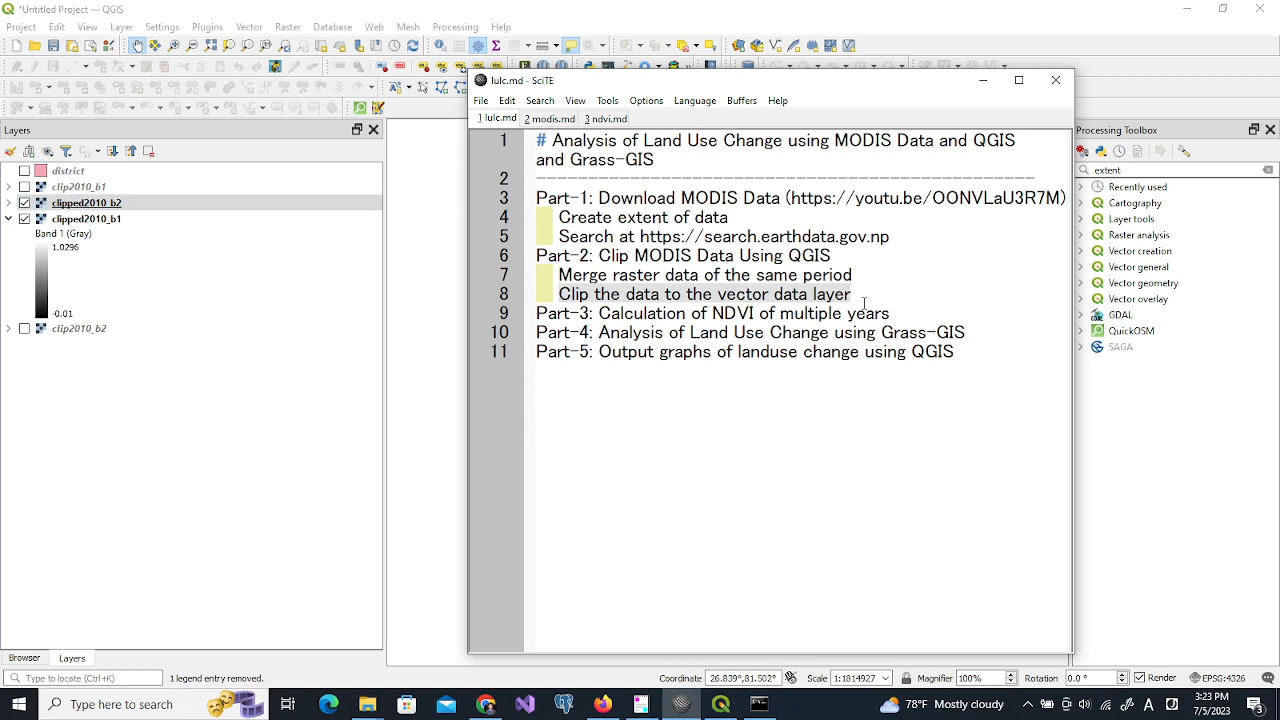 *Untitled Project — QGIS
Project Edit View Layer Settings Plugins Vector Raster Database Web Mesh Processing Help
Layers
district
clip2010_b1
clipped2010_b2
clipped2010_b1
Band 1 (Gray)
1.0296
-0.01
clip2010_b2
Browser Layers
lulc.md - SciTE
File Edit Search View Tools Options Language Buffers Help
1 lulc.md 2 modis.md 3 ndvi.md
1 # Analysis of Land Use Change using MODIS Data and QGIS
and Grass-GIS
2 ------------------------------------------------
3 Part-1: Download MODIS Data (https://youtu.be/OONVLaU3R7M)
4 Create extent of data
5 Search at https://search.earthdata.gov.np
6 Part-2: Clip MODIS Data Using QGIS
7 Merge raster data of the same period
8 Clip the data to the vector data layer
9 Part-3: Calculation of NDVI of multiple years
10 Part-4: Analysis of Land Use Change using Grass-GIS
11 Part-5: Output graphs of landuse change using QGIS
Processing Toolbox
extent
Recently used
Cartography
Layer tools
Raster analysis
Vector creation
Vector general
Vector geometry
Vector overlay
GDAL
QuickOSM
SAGA
Type to locate (Ctrl+K) 1 legend entry removed. Coordinate 26.839°,81.502° Scale 1:1814927 Magnifier 100% Rotation 0.0 ° Render EPSG:4326
Type here to search 78°F Mostly cloudy 3:23 PM
7/5/2023